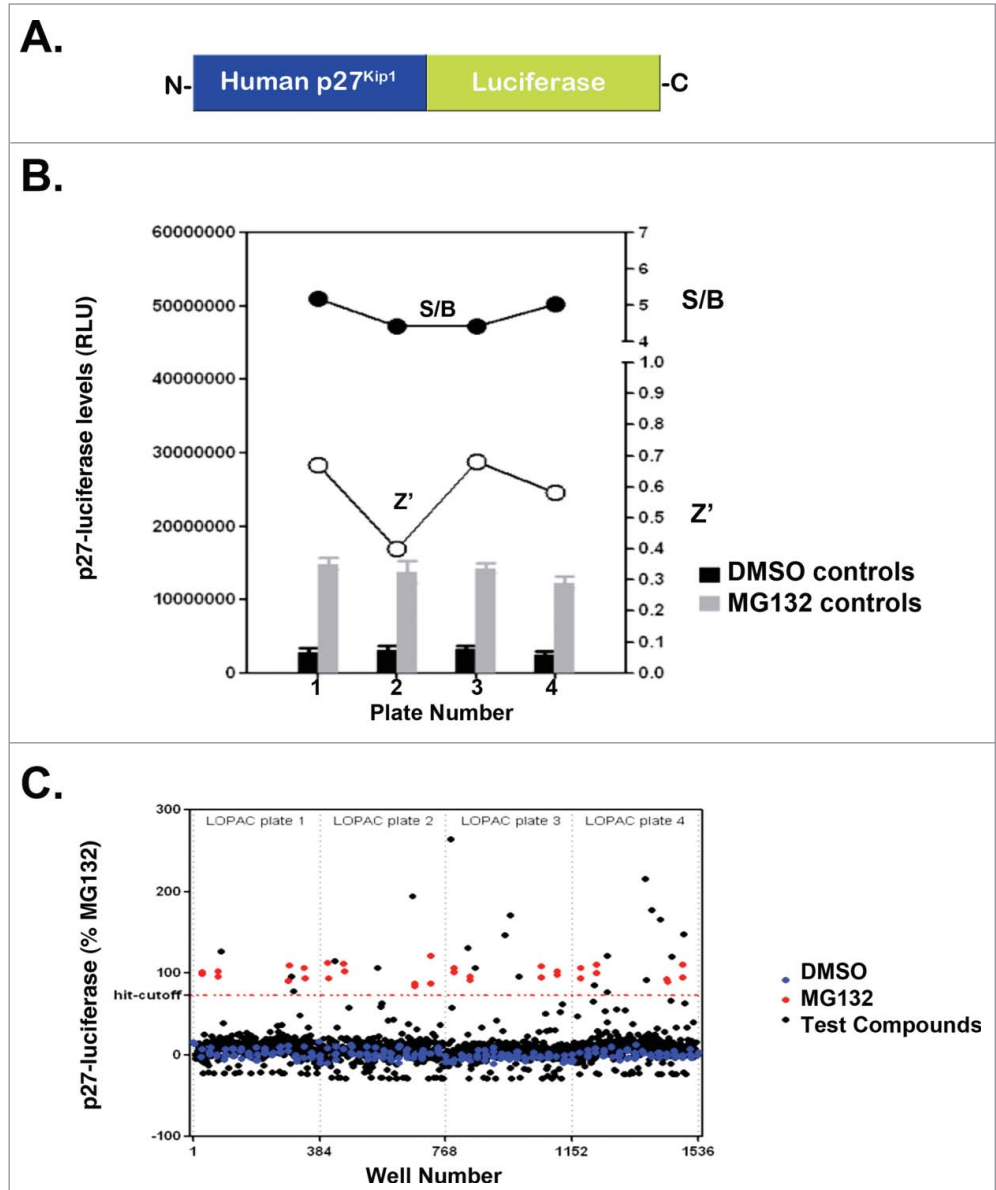 A.
N-
Human p27Kip1
Luciferase
-C
B.
p27-luciferase levels (RLU)
60000000
50000000
40000000
30000000
20000000
10000000
0
S/B
Z’
7
6
5
4
1.0
0.9
0.8
0.7
0.6
0.5
0.4
0.3
0.2
0.1
0.0
S/B
Z’
DMSO controls
MG132 controls
1 2 3 4
Plate Number
C.
p27-luciferase (% MG132)
300
200
100
hit-cutoff
0
-100
LOPAC plate 1 LOPAC plate 2 LOPAC plate 3 LOPAC plate 4
DMSO
MG132
Test Compounds
1 384 768 1152 1536
Well Number